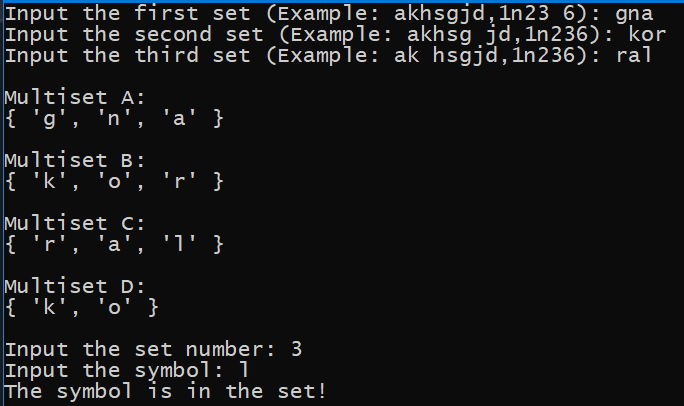 Input the first set (Example: akhsgjd,1n23 6): gna
Input the second set (Example: akhsg jd,1n236): kor
Input the third set (Example: ak hsgjd,1n236): ral
Multiset A:
{ 'g', 'n', 'a' }
Multiset B:
{ 'k', 'o', 'r' }
Multiset C:
{ 'r', 'a', 'l' }
Multiset D:
{ 'k', 'o' }
Input the set number: 3
Input the symbol: l
The symbol is in the set!